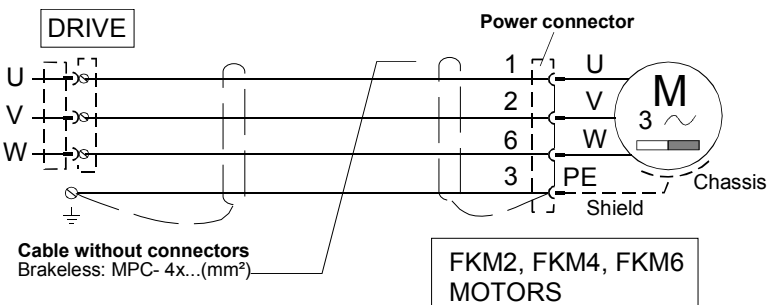 Power connector
DRIVE
U 1 U
V 2 V
W 6 W
3 PE
M
3
Chassis
Shield
Cable without connectors
Brakeless: MPC- 4x...(mm²)
FKM2, FKM4, FKM6
MOTORS